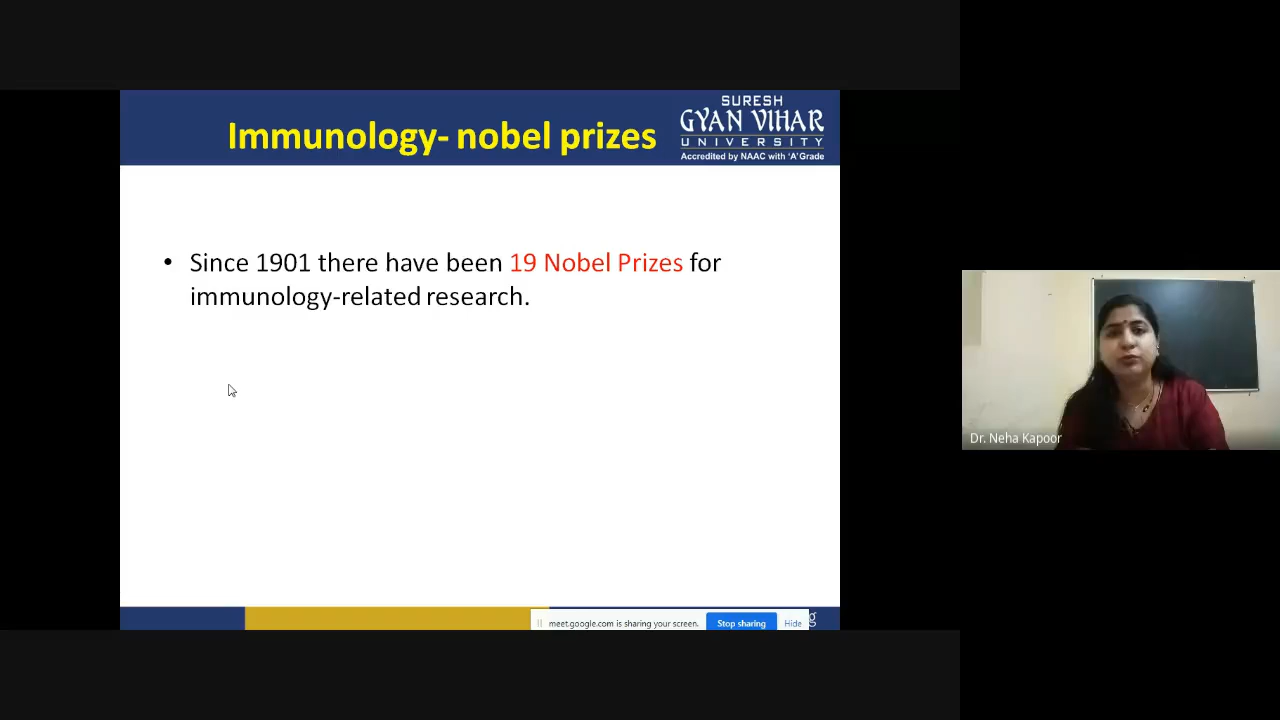 Immunology- nobel prizes
SURESH
GYAN VIHAR
UNIVERSITY
Accredited by NAAC with 'A' Grade
• Since 1901 there have been 19 Nobel Prizes for
immunology-related research.
Dr. Neha Kapoor
meet.google.com is sharing your screen. Stop sharing Hide